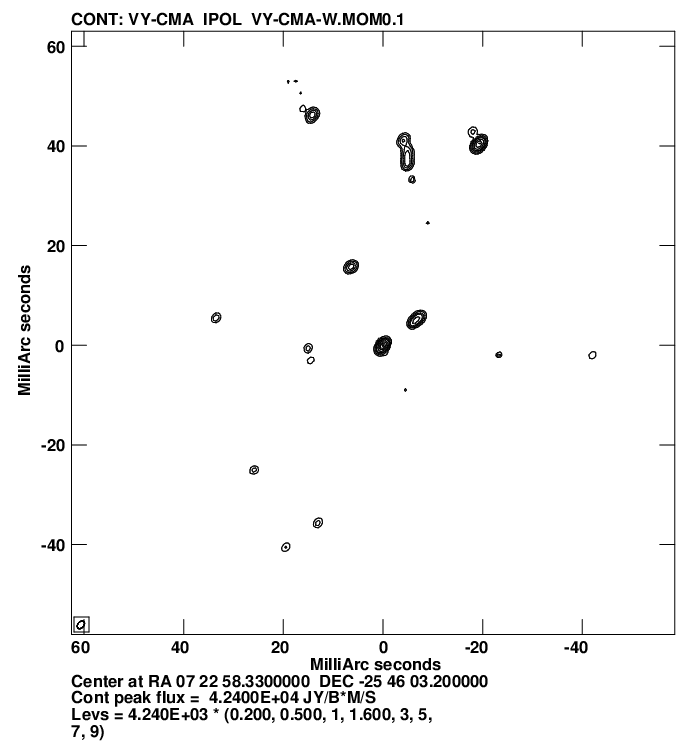 CONT: VY-CMA IPOL VY-CMA-W.MOM0.1
60
40
20
0
-20
-40
MilliArc seconds
60 40 20 0 -20 -40
MilliArc seconds
Center at RA 07 22 58.3300000 DEC -25 46 03.200000
Cont peak flux = 4.2400E+04 JY/B*M/S
Levs = 4.240E+03 * (0.200, 0.500, 1, 1.600, 3, 5,
7, 9)